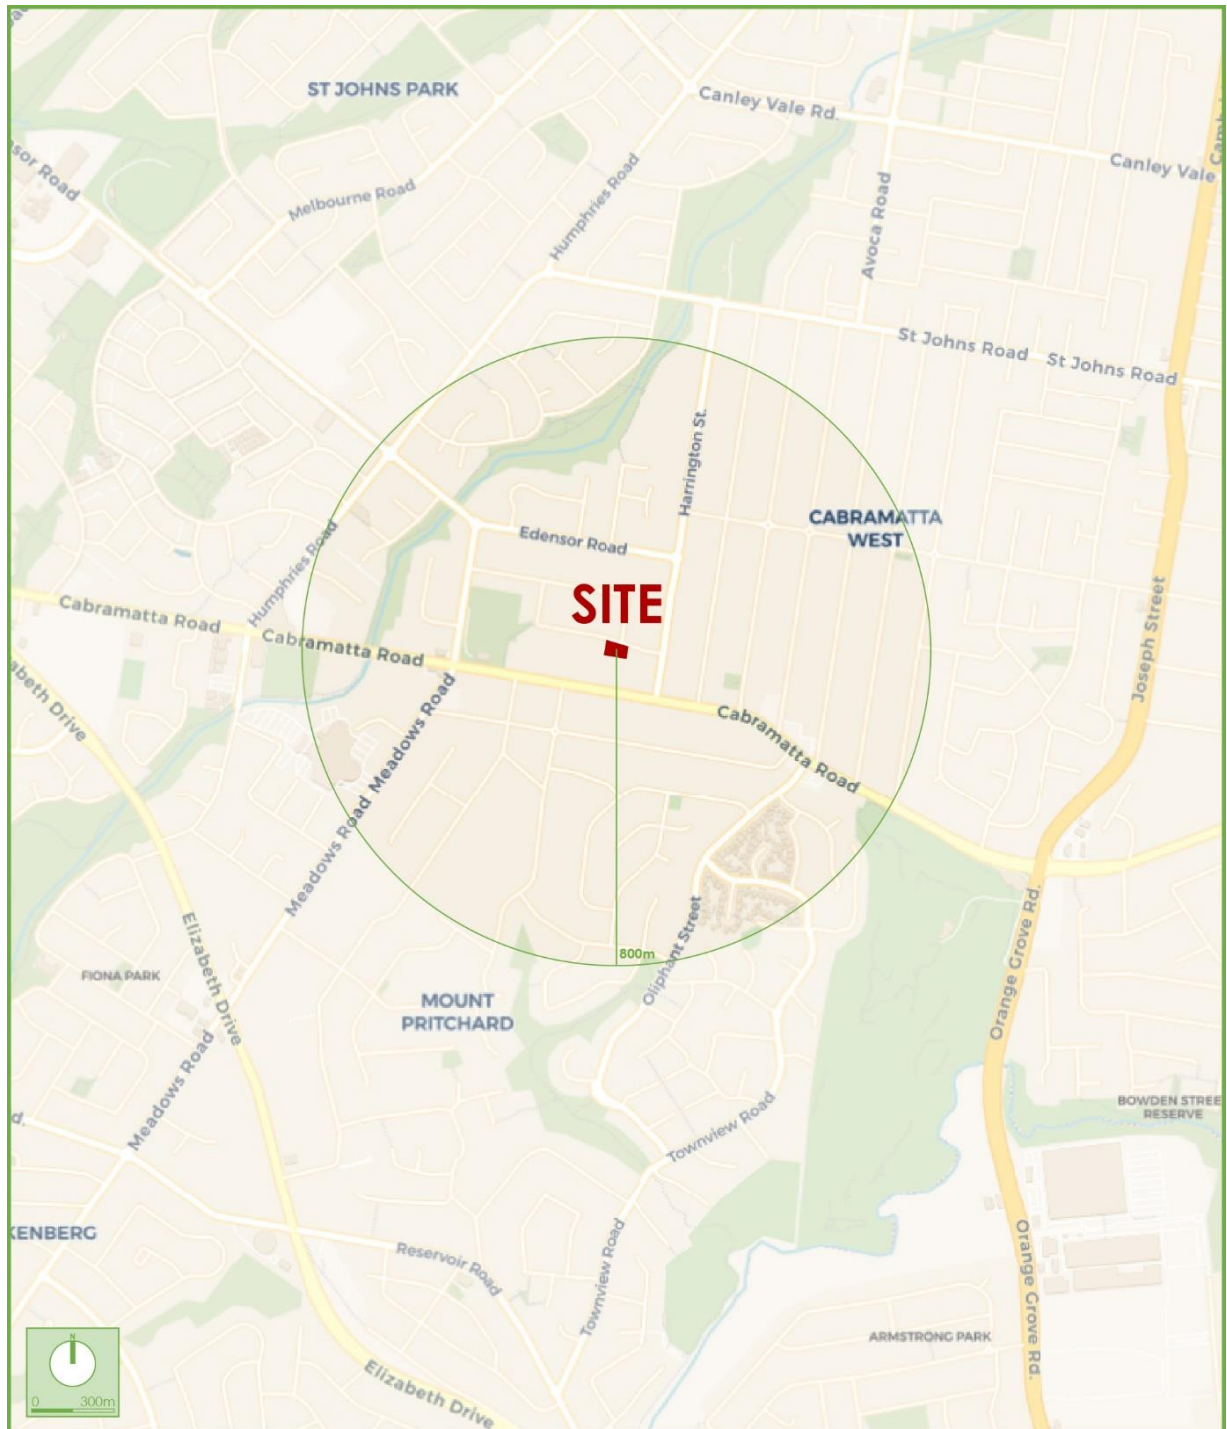 ST JOHNS PARK
Canley Vale Rd.
Canley Vale
Melbourne Road
Humphries Road
Avoca Road
St Johns Road
St Johns Road
Harrington St.
CABRAMATTA
WEST
Edensor Road
SITE
Humphries Road
Cabramatta Road
Cabramatta Road
Joseph Street
Meadows Road
Cabramatta Road
Meadows Road
Elizabeth Drive
800m
Oliphant Street
Orange Grove Rd.
FIONA PARK
MOUNT
PRITCHARD
Meadows Road
Townview Road
BOWDEN STREE
RESERVE
KENBERG
Reservoir Road
Townview Road
Orange Grove Rd.
ARMSTRONG PARK
Elizabeth Drive
N
0 300m